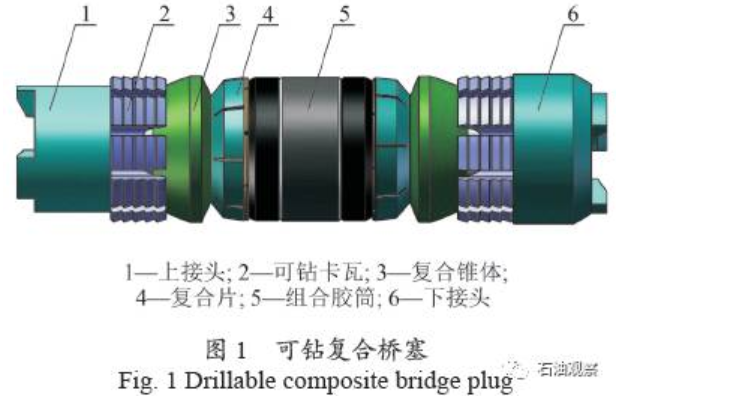 1 2 3 4 5 6
1—上接头; 2—可钻卡瓦; 3—复合锥体;
4—复合片; 5—组合胶筒; 6—下接头
图 1 可钻复合桥塞
Fig. 1 Drillable composite bridge plug
石油观察